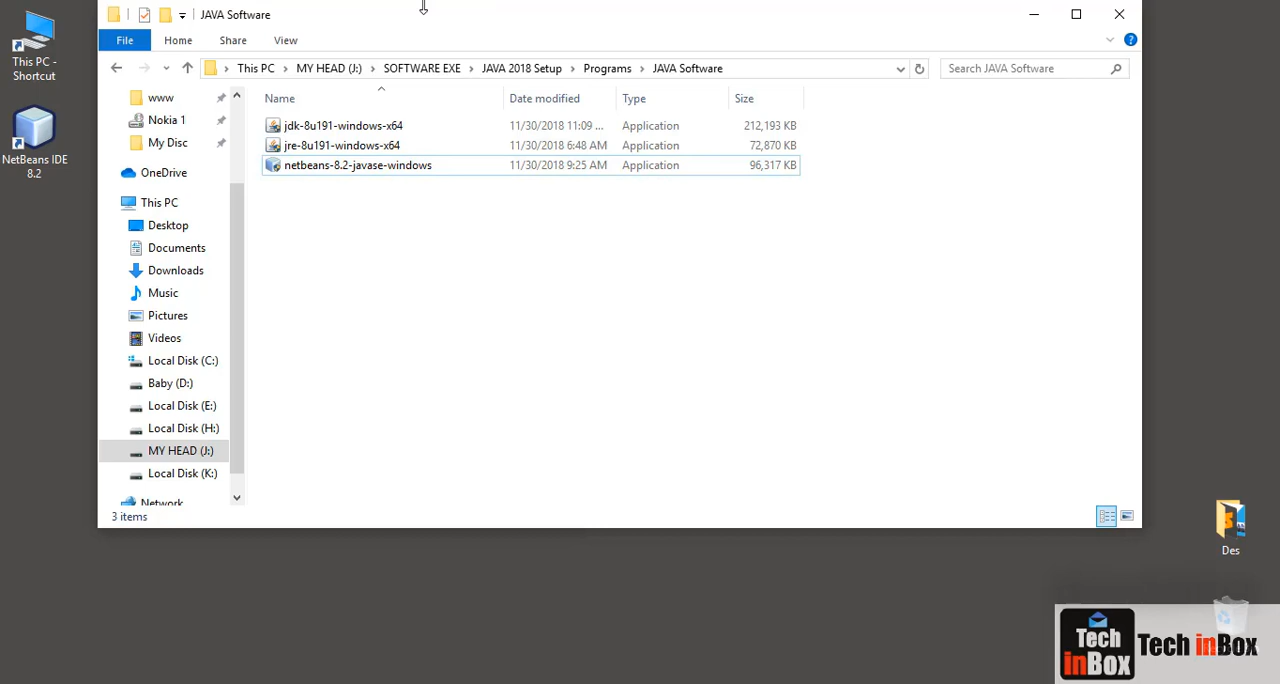 This PC -
Shortcut
NetBeans IDE
8.2
JAVA Software
File Home Share View
This PC MY HEAD (J:) SOFTWARE EXE JAVA 2018 Setup Programs JAVA Software
Search JAVA Software
Name Date modified Type Size
jdk-8u191-windows-x64 11/30/2018 11:09 ... Application 212,193 KB
jre-8u191-windows-x64 11/30/2018 6:48 AM Application 72,870 KB
netbeans-8.2-javase-windows 11/30/2018 9:25 AM Application 96,317 KB
www
Nokia 1
My Disc
OneDrive
This PC
Desktop
Documents
Downloads
Music
Pictures
Videos
Local Disk (C:)
Baby (D:)
Local Disk (E:)
Local Disk (H:)
MY HEAD (J:)
Local Disk (K:)
Network
3 items
Des
Tech
inBox
Tech inBox